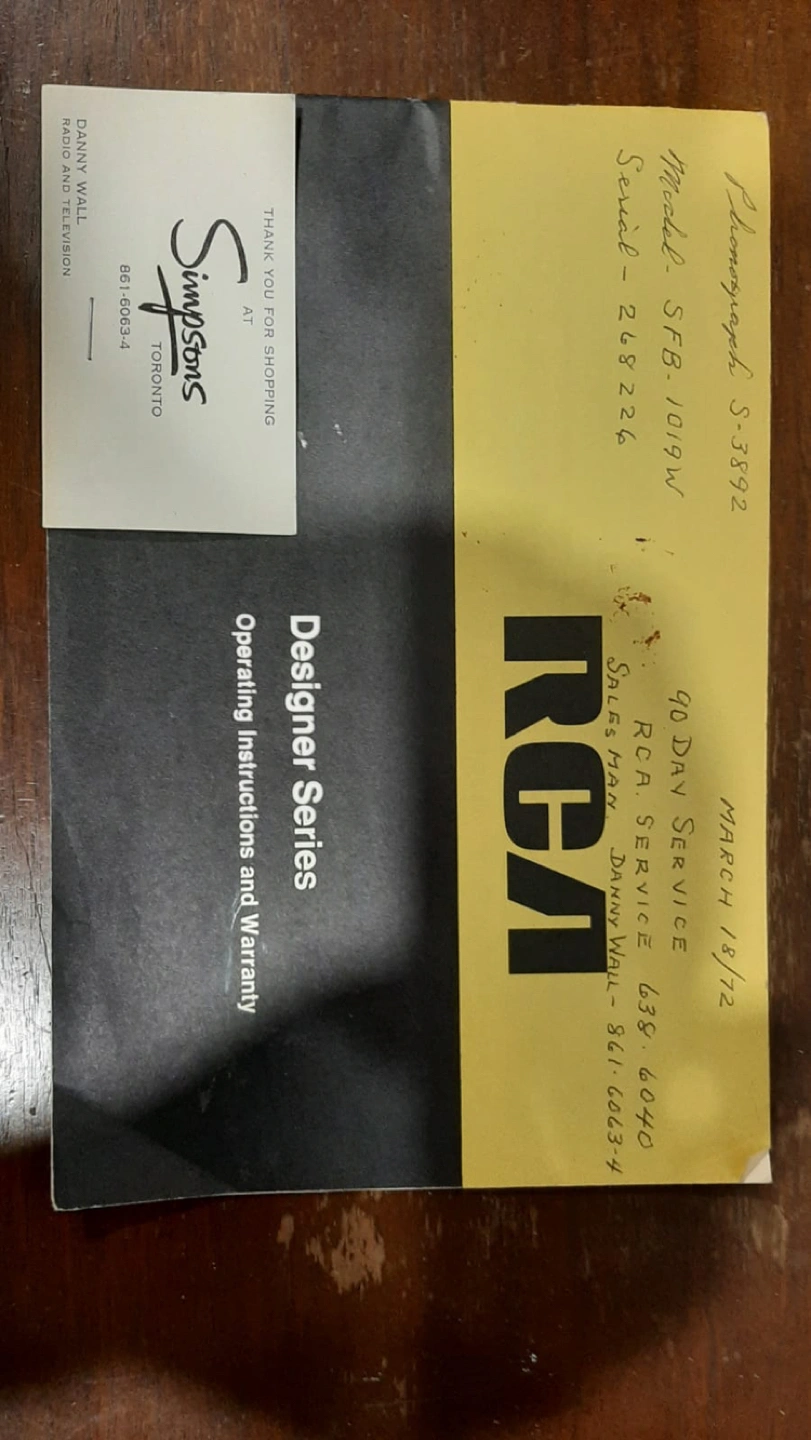 Phonograph S-3892
Model- SFB-1019W
Serial - 268226
MARCH 18/72
90 DAY SERVICE
RCA. SERVICE 638-6040
SALES MAN. DANNY WALL - 861-6063-4
RCA
Designer Series
Operating Instructions and Warranty
THANK YOU FOR SHOPPING
AT
Simpsons
TORONTO
861-6063-4
DANNY WALL
RADIO AND TELEVISION